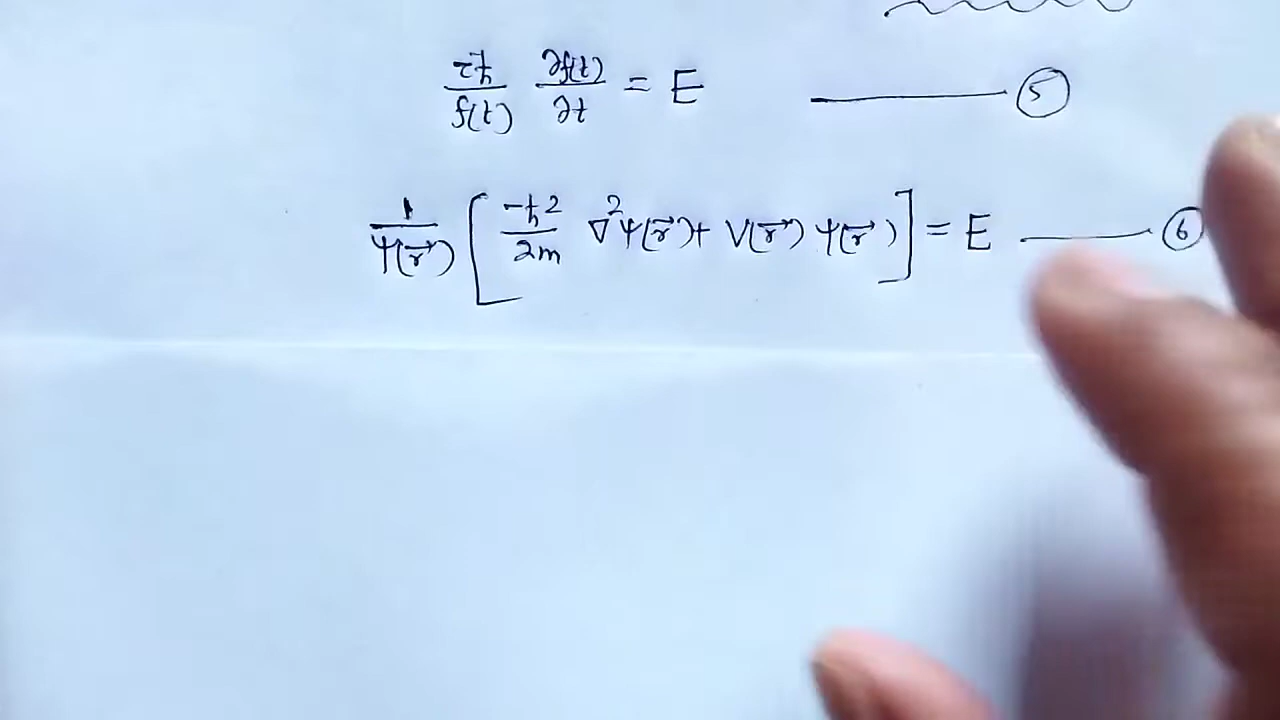 iħ/f(t) ∂f(t)/∂t = E ——— ⑤
1/ψ(r⃗) [ -ħ²/2m ∇²ψ(r⃗) + V(r⃗) ψ(r⃗) ] = E ——— ⑥